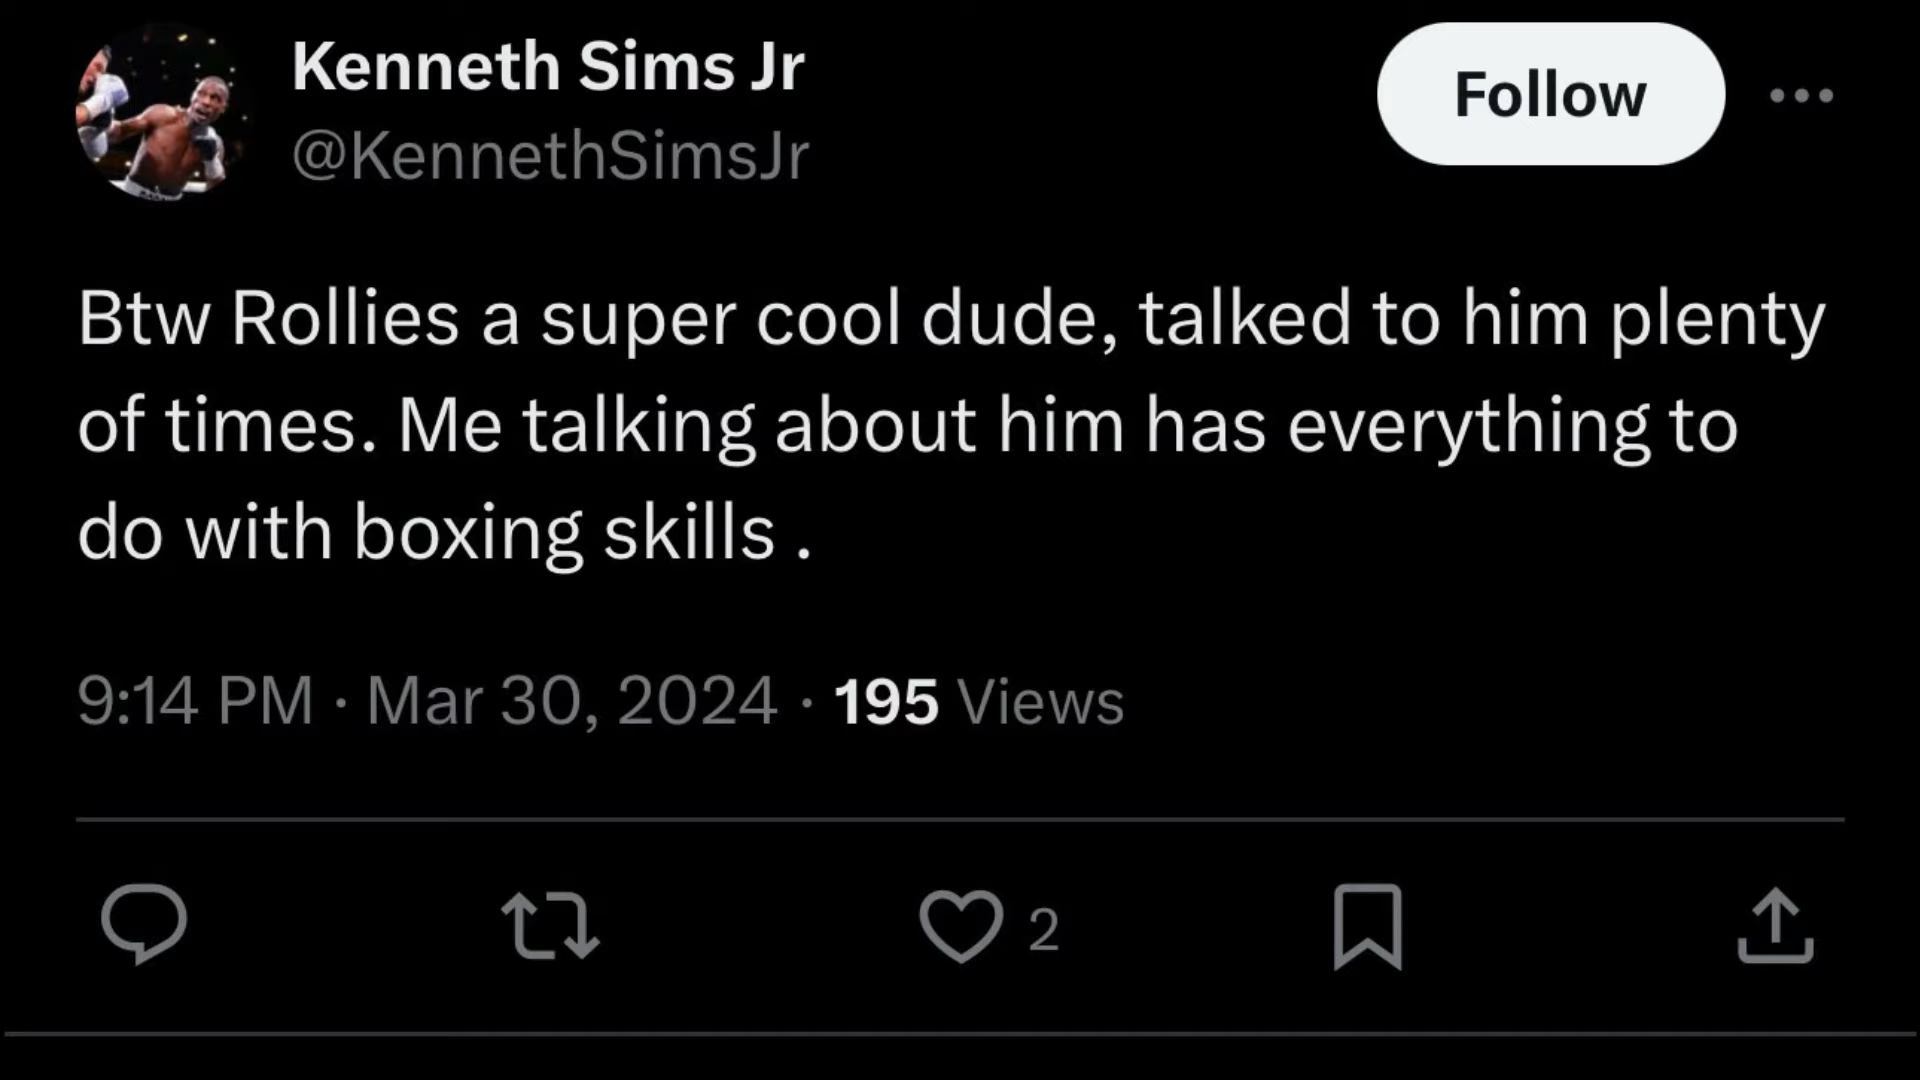 Kenneth Sims Jr
@KennethSimsJr
Follow
Btw Rollies a super cool dude, talked to him plenty
of times. Me talking about him has everything to
do with boxing skills .
9:14 PM · Mar 30, 2024 · 195 Views
2